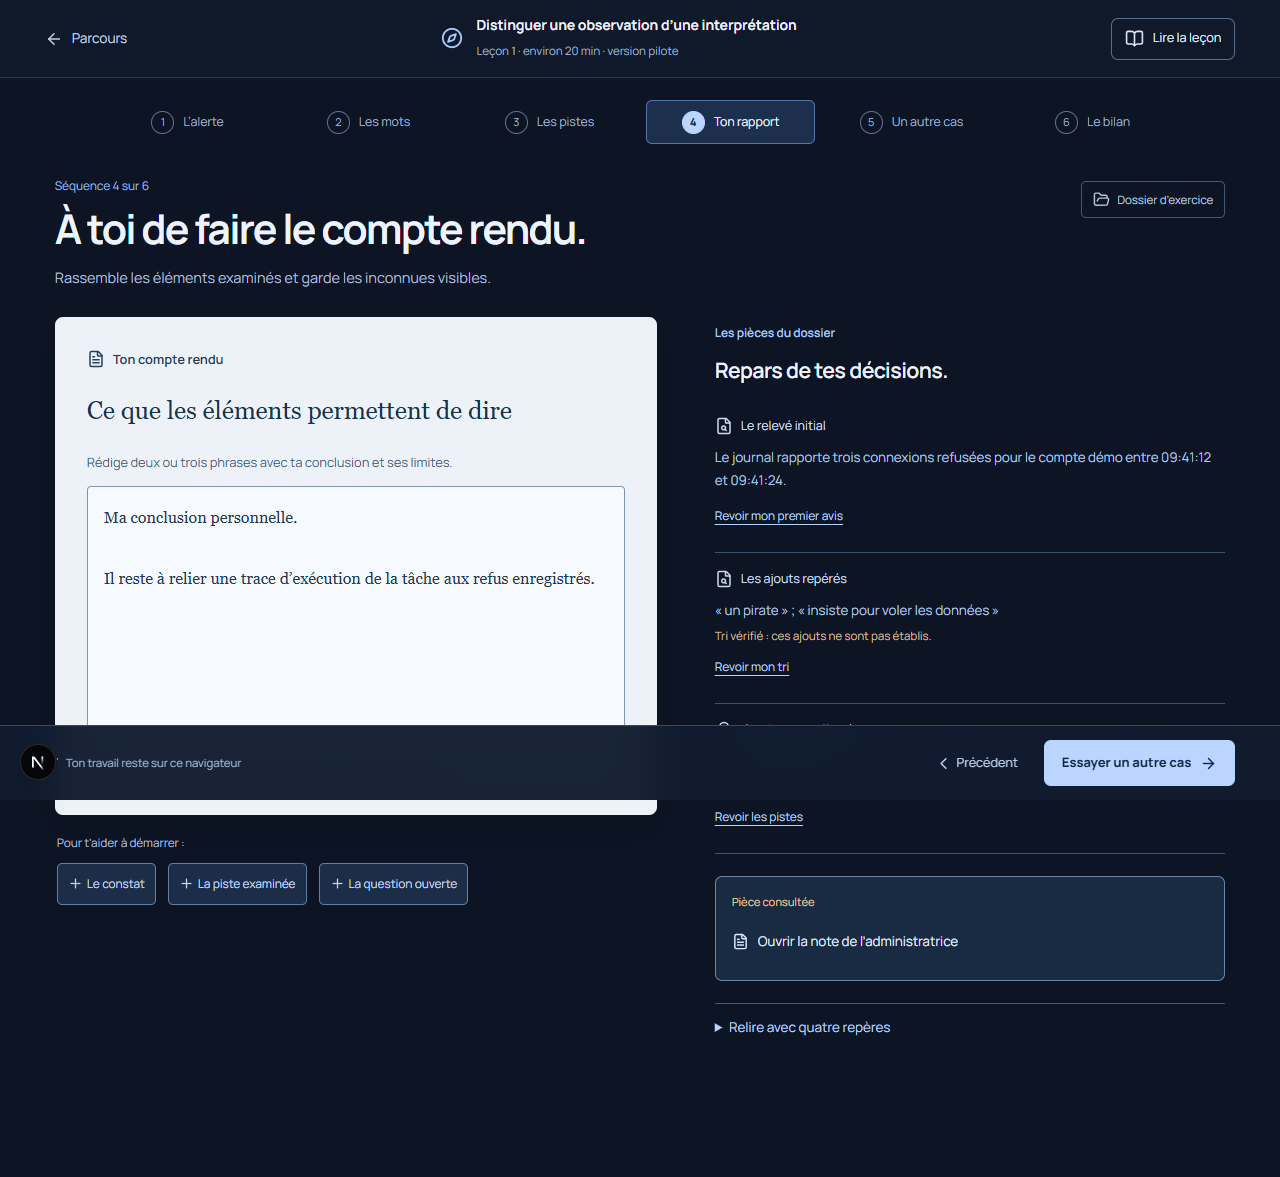 Parcours
Distinguer une observation d’une interprétation
Leçon 1 · environ 20 min · version pilote
Lire la leçon
1 L'alerte
2 Les mots
3 Les pistes
4 Ton rapport
5 Un autre cas
6 Le bilan
Séquence 4 sur 6
Dossier d'exercice
À toi de faire le compte rendu.
Rassemble les éléments examinés et garde les inconnues visibles.
Ton compte rendu
Ce que les éléments permettent de dire
Rédige deux ou trois phrases avec ta conclusion et ses limites.
Ma conclusion personnelle.
Il reste à relier une trace d’exécution de la tâche aux refus enregistrés.
Les pièces du dossier
Repars de tes décisions.
Le relevé initial
Le journal rapporte trois connexions refusées pour le compte démo entre 09:41:12
et 09:41:24.
Revoir mon premier avis
Les ajouts repérés
« un pirate » ; « insiste pour voler les données »
Tri vérifié : ces ajouts ne sont pas établis.
Revoir mon tri
N
Ton travail reste sur ce navigateur
Précédent
Essayer un autre cas
Revoir les pistes
Pour t'aider à démarrer :
Le constat
La piste examinée
La question ouverte
Pièce consultée
Ouvrir la note de l'administratrice
Relire avec quatre repères